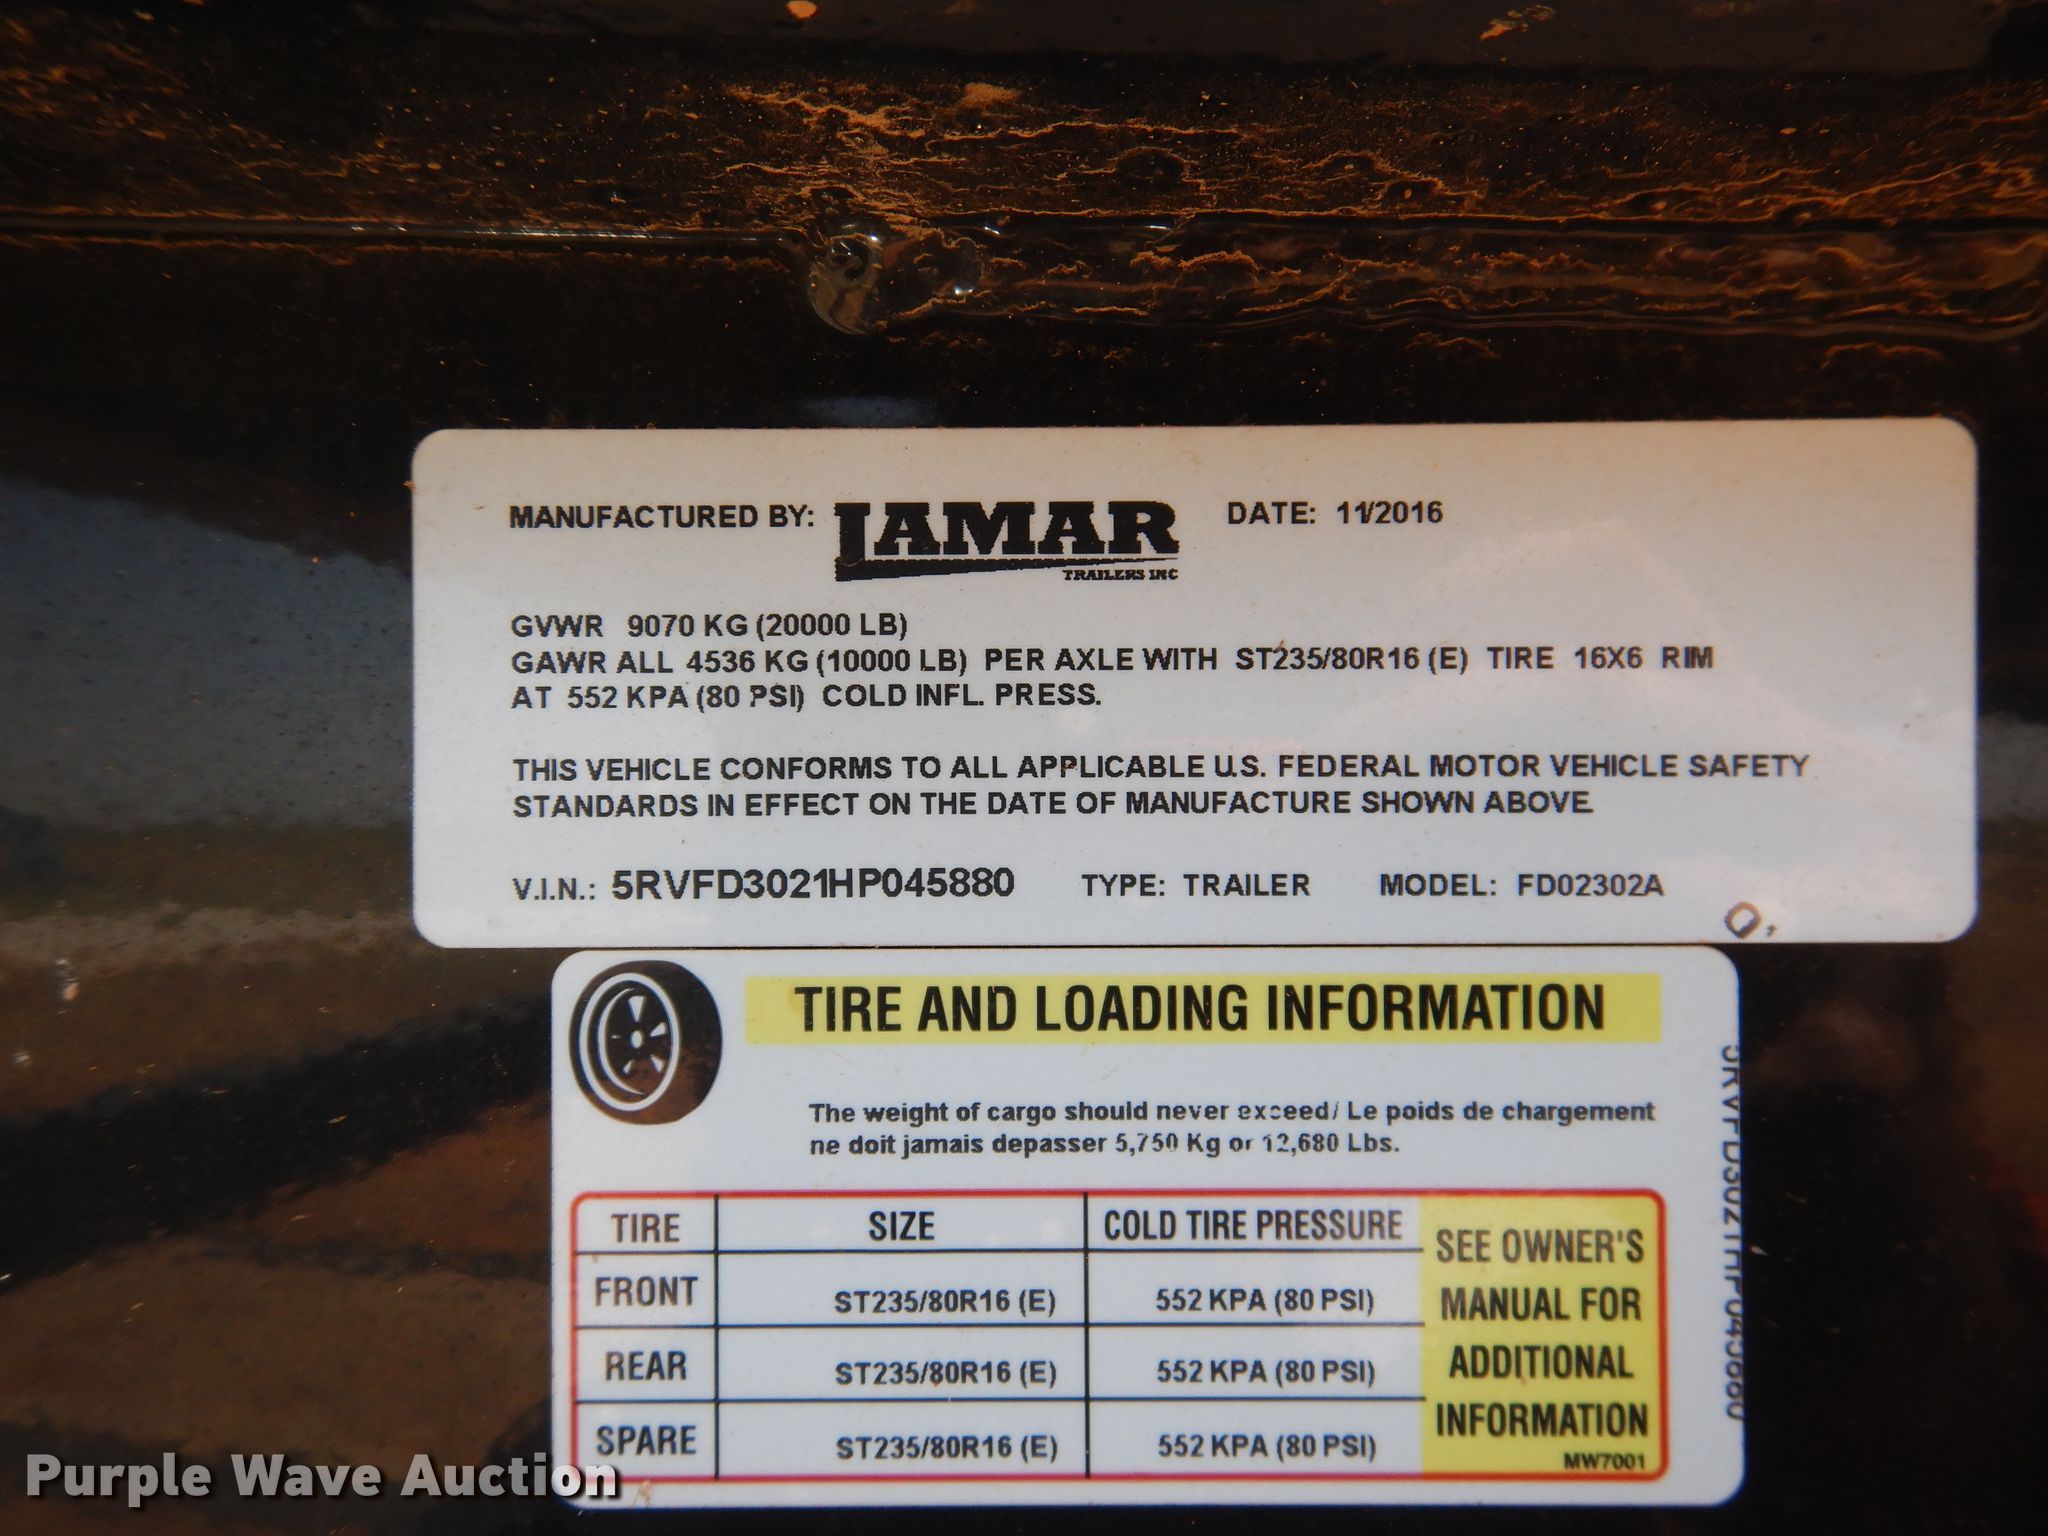 MANUFACTURED BY: LAMAR TRAILERS INC DATE: 11/2016
GVWR 9070 KG (20000 LB)
GAWR ALL 4536 KG (10000 LB) PER AXLE WITH ST235/80R16 (E) TIRE 16X6 RIM
AT 552 KPA (80 PSI) COLD INFL. PRESS.
THIS VEHICLE CONFORMS TO ALL APPLICABLE U.S. FEDERAL MOTOR VEHICLE SAFETY
STANDARDS IN EFFECT ON THE DATE OF MANUFACTURE SHOWN ABOVE.
V.I.N.: 5RVFD3021HP045880 TYPE: TRAILER MODEL: FD02302A
TIRE AND LOADING INFORMATION
The weight of cargo should never exceed/ Le poids de chargement
ne doit jamais depasser 5,750 Kg or 12,680 Lbs.
TIRE SIZE COLD TIRE PRESSURE
FRONT ST235/80R16 (E) 552 KPA (80 PSI)
REAR ST235/80R16 (E) 552 KPA (80 PSI)
SPARE ST235/80R16 (E) 552 KPA (80 PSI)
SEE OWNER'S
MANUAL FOR
ADDITIONAL
INFORMATION
MW7001
5RVFD3021HP045880
Purple Wave Auction